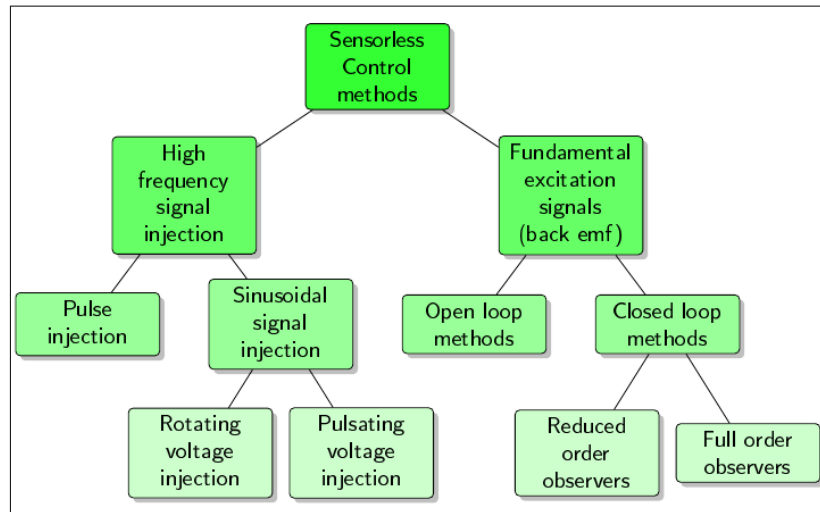 Sensorless
Control
methods
High
frequency
signal
injection
Fundamental
excitation
signals
(back emf)
Pulse
injection
Sinusoidal
signal
injection
Open loop
methods
Closed loop
methods
Rotating
voltage
injection
Pulsating
voltage
injection
Reduced
order
observers
Full order
observers